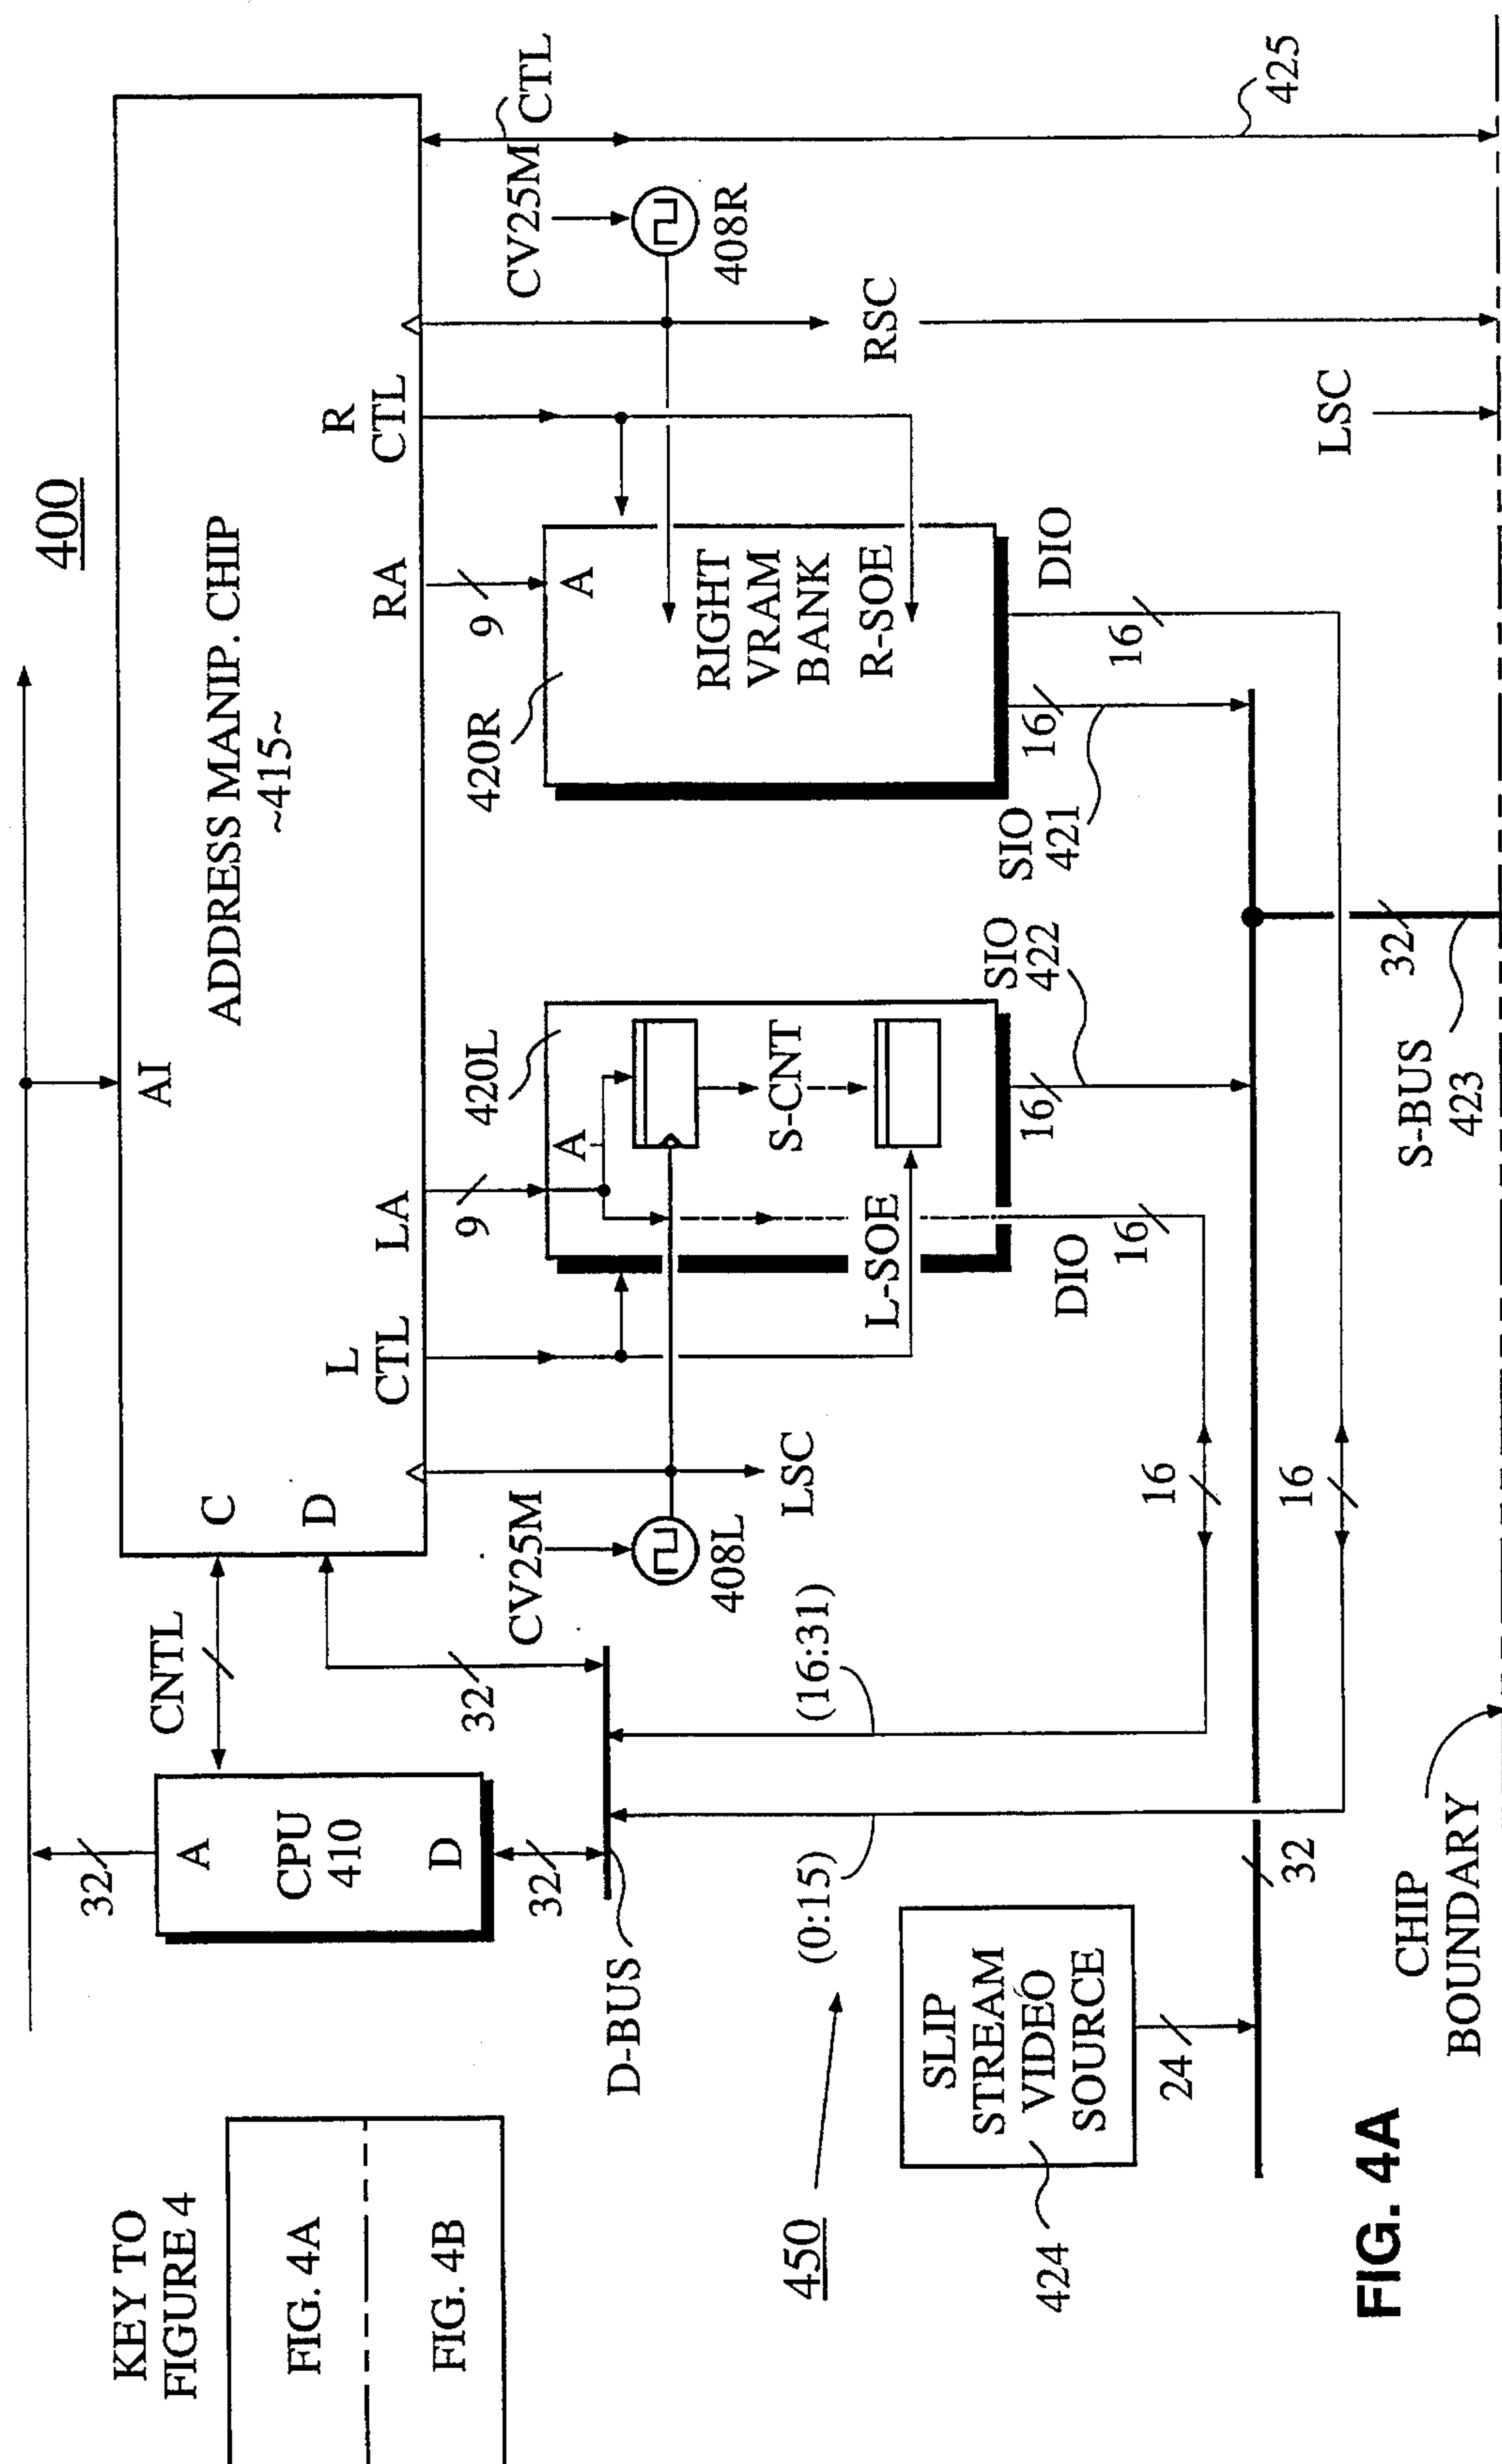 400
KEY TO
FIGURE 4
FIG. 4A
FIG. 4B
32
A
CPU
410
D
32
D-BUS
CNTL
32
C
D
AI
ADDRESS MANIP. CHIP
~415~
L
CTL
LA
RA
R
CTL
CTL
9
9
CV25M
408L
LSC
420L
A
S-CNT
L-SOE
420R
A
RIGHT
VRAM
BANK
R-SOE
CV25M
408R
RSC
425
LSC
DIO
16
16
SIO
422
SIO
421
16
DIO
16
(0:15)
(16:31)
16
16
450
SLIP
STREAM
VIDEO
SOURCE
424
24
32
32
S-BUS
423
CHIP
BOUNDARY
FIG. 4A